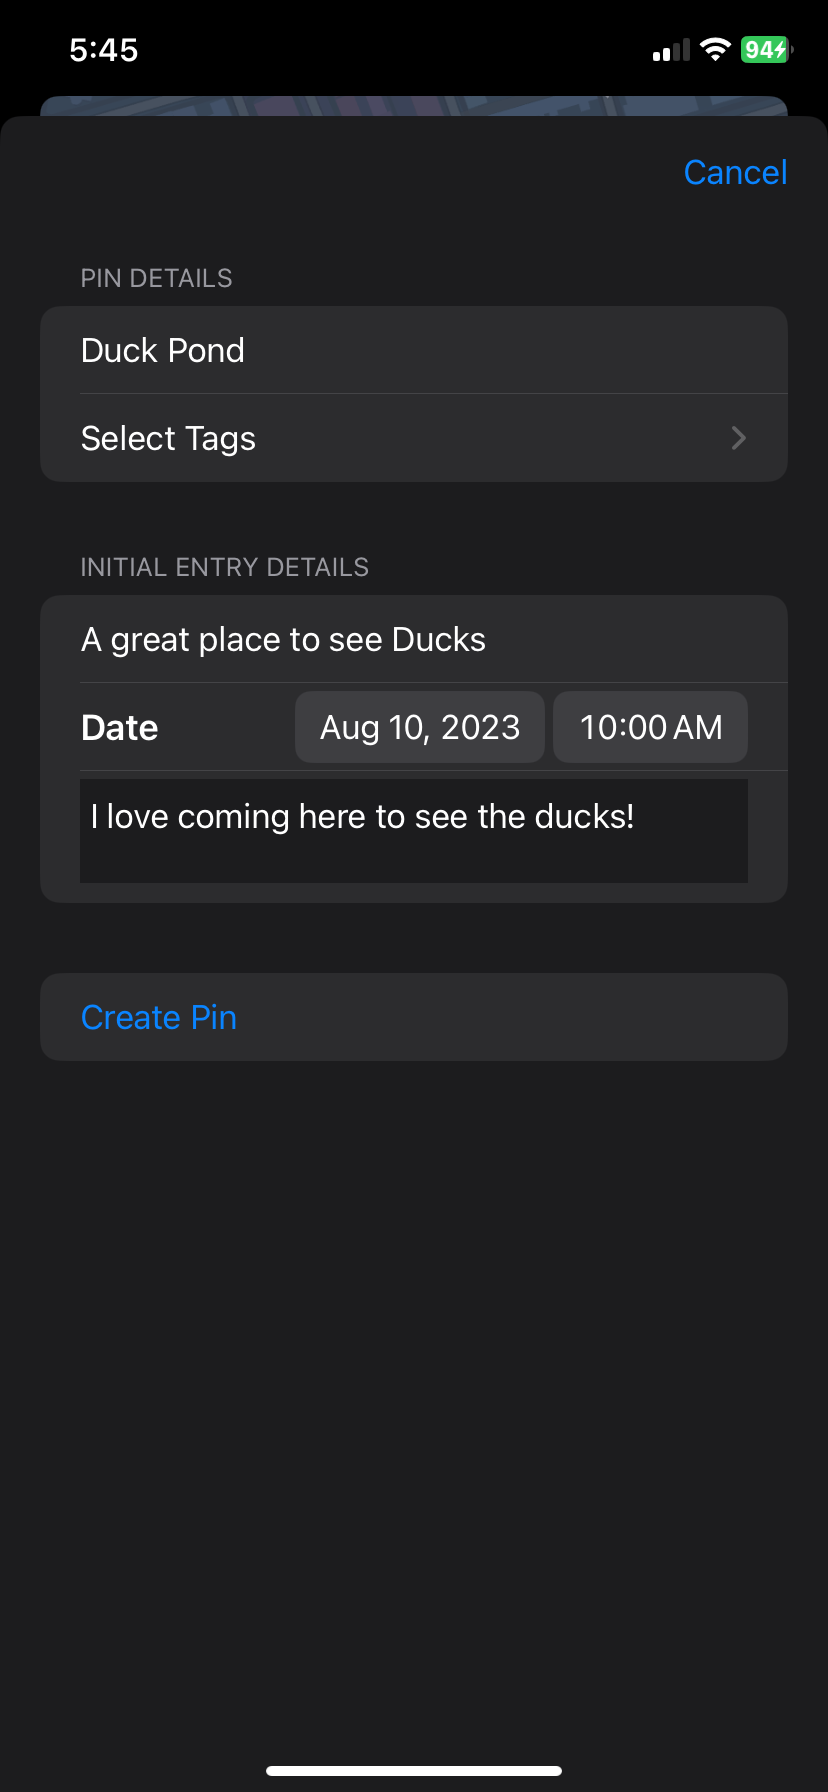 5:45
94
Cancel
PIN DETAILS
Duck Pond
Select Tags
INITIAL ENTRY DETAILS
A great place to see Ducks
Date Aug 10, 2023 10:00 AM
I love coming here to see the ducks!
Create Pin